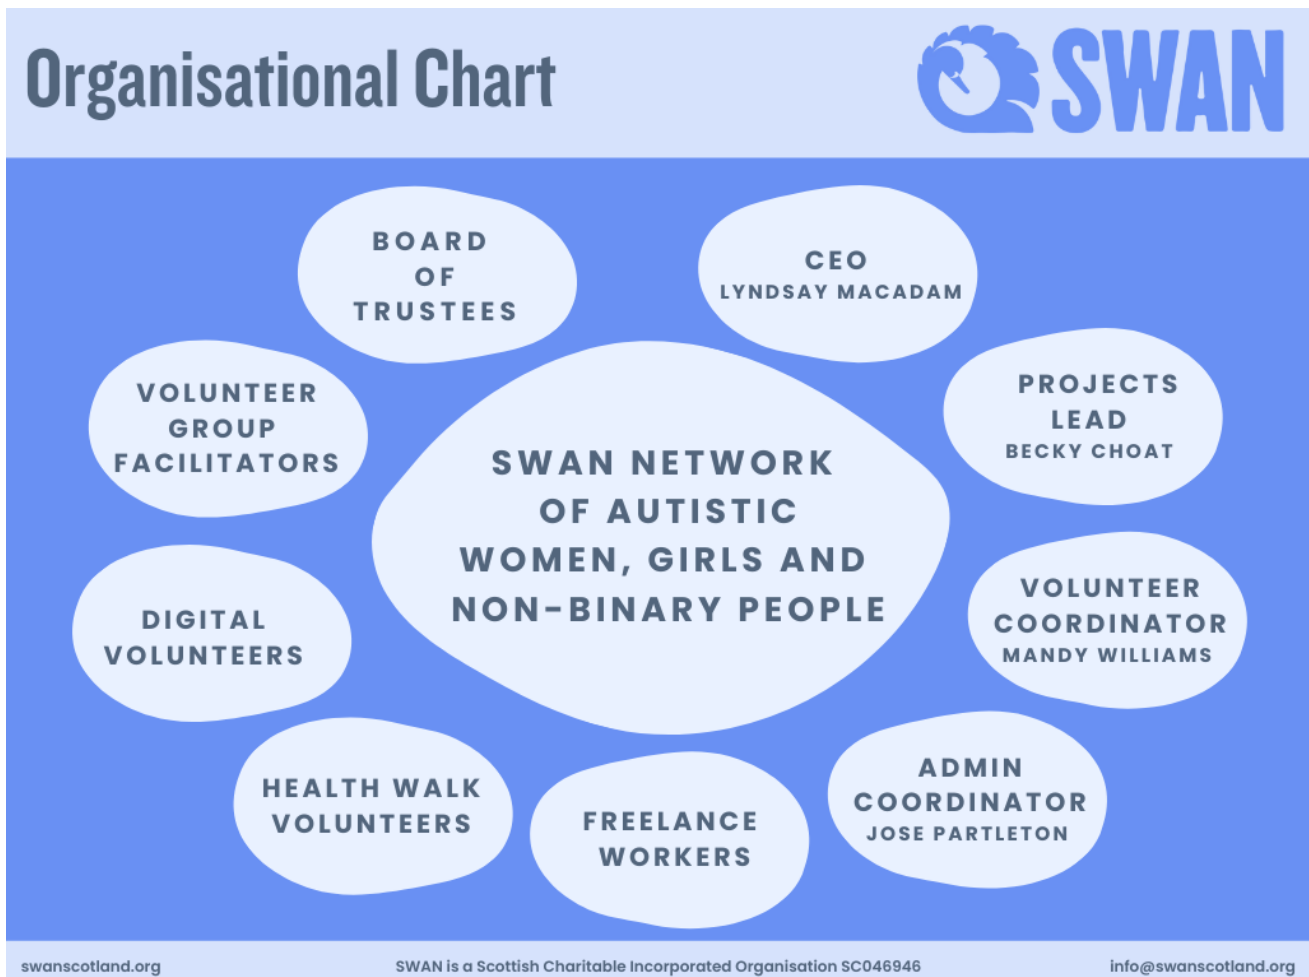 Organisational Chart
SWAN
BOARD
OF
TRUSTEES
CEO
LYNDSAY MACADAM
PROJECTS
LEAD
BECKY CHOAT
VOLUNTEER
COORDINATOR
MANDY WILLIAMS
ADMIN
COORDINATOR
JOSE PARTLETON
FREELANCE
WORKERS
HEALTH WALK
VOLUNTEERS
DIGITAL
VOLUNTEERS
VOLUNTEER
GROUP
FACILITATORS
SWAN NETWORK
OF AUTISTIC
WOMEN, GIRLS AND
NON-BINARY PEOPLE
swanscotland.org
SWAN is a Scottish Charitable Incorporated Organisation SC046946
info@swanscotland.org